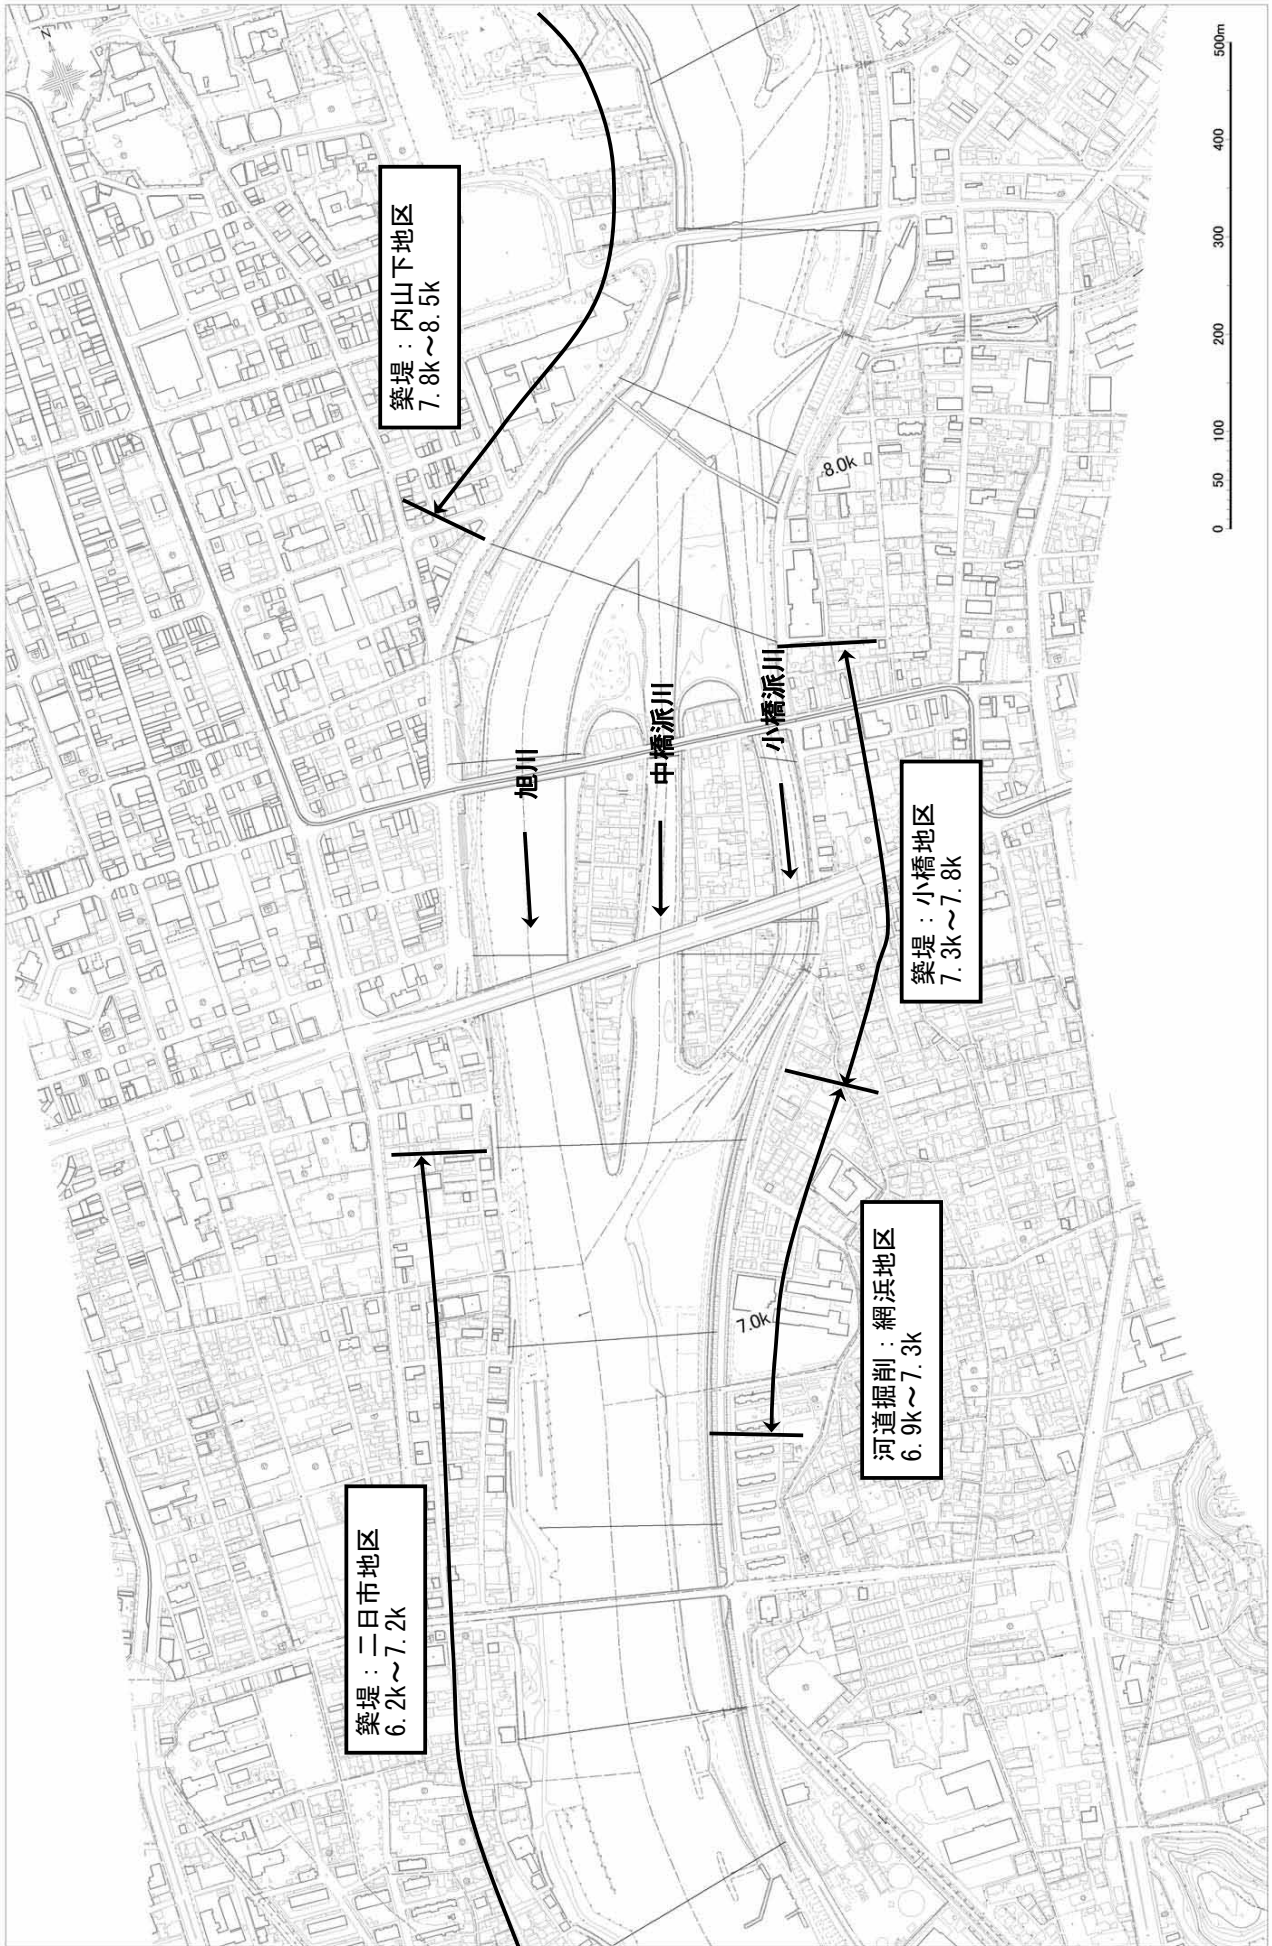 築堤：二日市地区
6.2k～7.2k
築堤：内山下地区
7.8k～8.5k
旭川
中橋派川
小橋派川
8.0k
7.0k
河道掘削：網浜地区
6.9k～7.3k
築堤：小橋地区
7.3k～7.8k
0 50 100 200 300 400 500m
N